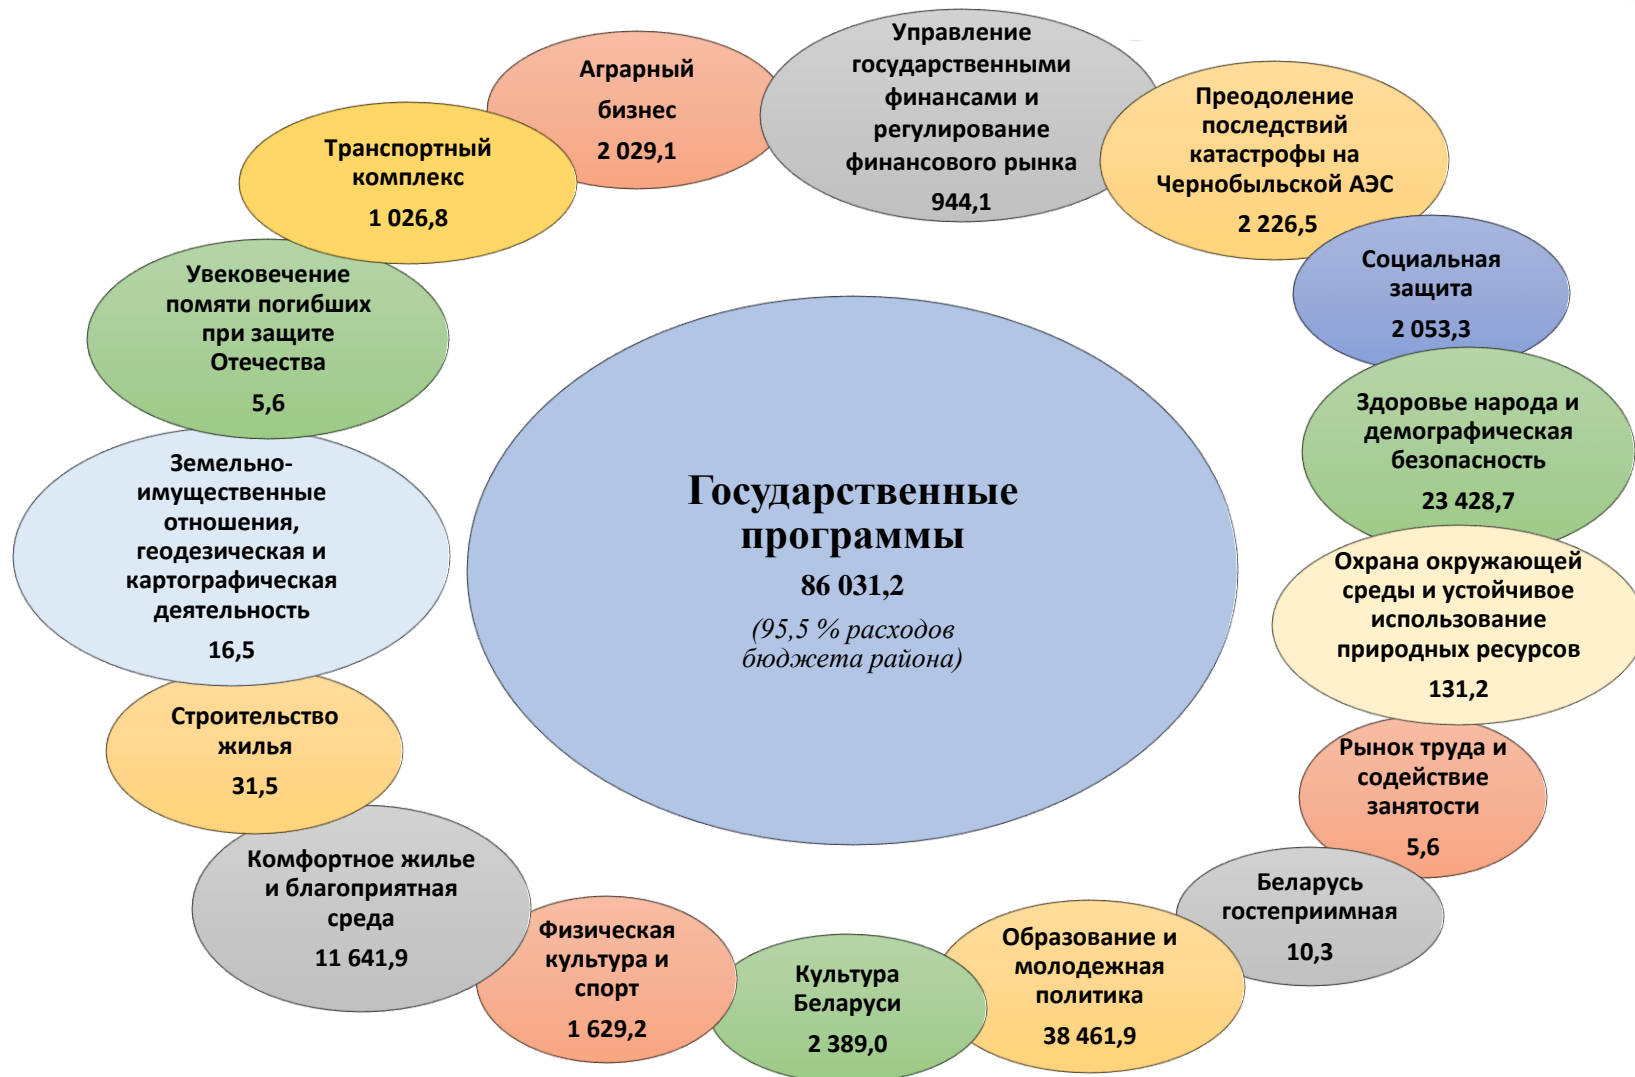 Управление
государственными
финансами и
регулирование
финансового рынка
944,1
Преодоление
последствий
катастрофы на
Чернобыльской АЭС
2 226,5
Социальная
защита
2 053,3
Здоровье народа и
демографическая
безопасность
23 428,7
Охрана окружающей
среды и устойчивое
использование
природных ресурсов
131,2
Рынок труда и
содействие
занятости
5,6
Беларусь
гостеприимная
10,3
Образование и
молодежная
политика
38 461,9
Культура
Беларуси
2 389,0
Физическая
культура и
спорт
1 629,2
Комфортное жилье
и благоприятная
среда
11 641,9
Строительство
жилья
31,5
Земельно-
имущественные
отношения,
геодезическая и
картографическая
деятельность
16,5
Увековечение
памяти погибших
при защите
Отечества
5,6
Транспортный
комплекс
1 026,8
Аграрный
бизнес
2 029,1
Государственные
программы
86 031,2
(95,5 % расходов
бюджета района)